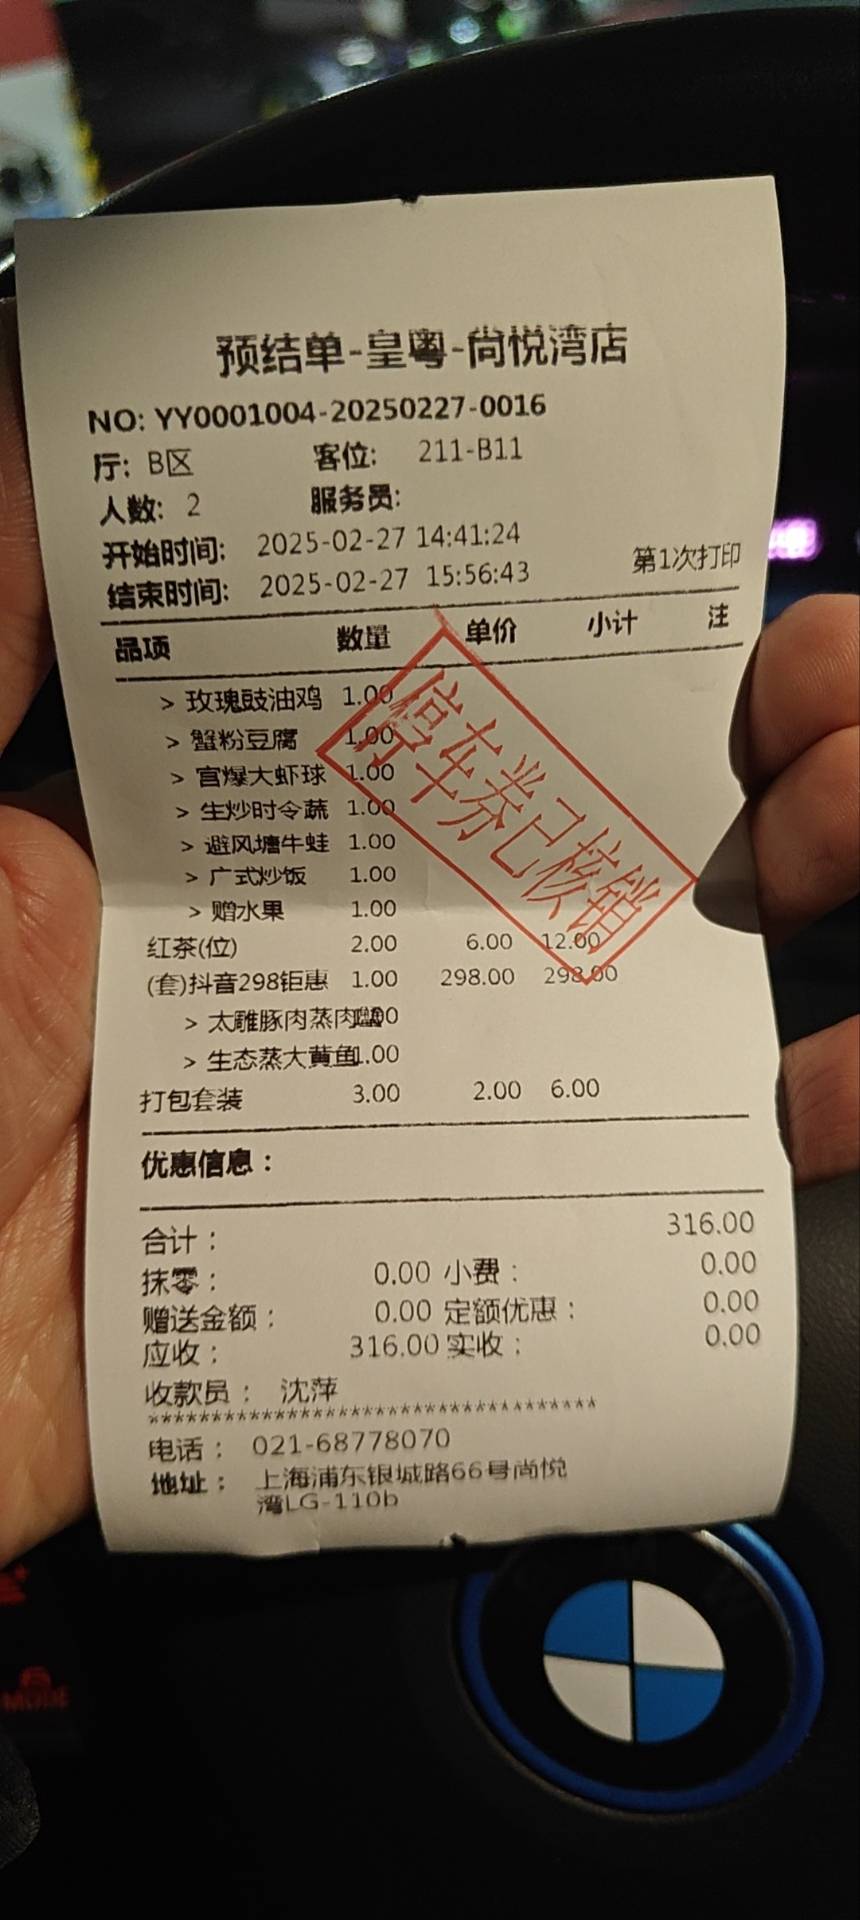 预结单-皇粤-尚悦湾店
NO: YY0001004-20250227-0016
厅: B区 客位: 211-B11
人数: 2 服务员:
开始时间: 2025-02-27 14:41:24
结束时间: 2025-02-27 15:56:43 第1次打印
品项 数量 单价 小计 注
> 玫瑰豉油鸡 1.00
> 蟹粉豆腐 1.00
> 宫爆大虾球 1.00
> 生炒时令蔬 1.00
> 避风塘牛蛙 1.00
> 广式炒饭 1.00
> 赠水果 1.00
停车券已核销
红茶(位) 2.00 6.00 12.00
(套)抖音298钜惠 1.00 298.00 298.00
> 太雕豚肉蒸肉
> 生态蒸大黄鱼1.00
打包套装 3.00 2.00 6.00
优惠信息：
合计： 316.00
抹零： 0.00 小费： 0.00
赠送金额： 0.00 定额优惠： 0.00
应收： 316.00 实收： 0.00
收款员： 沈萍
***********************************
电话： 021-68778070
地址： 上海浦东银城路66号尚悦
湾LG-110b
MODE